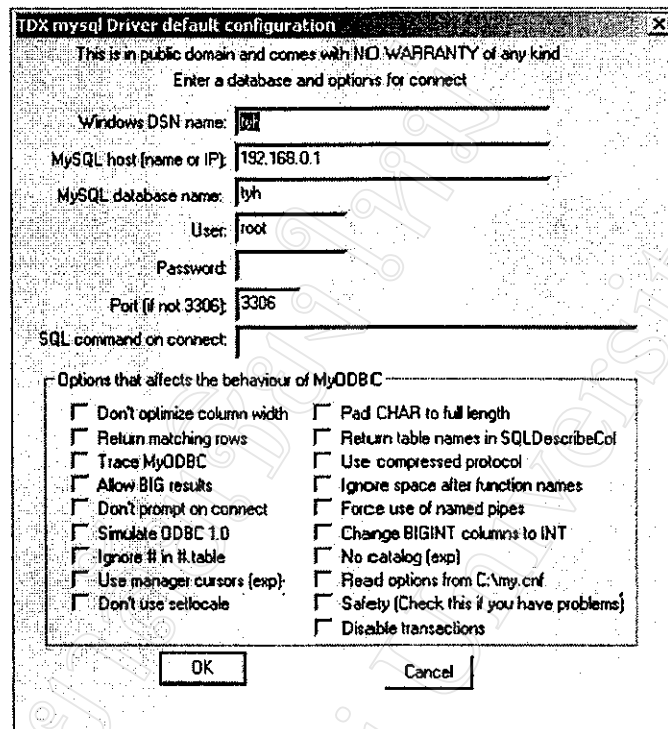 TDX mysql Driver default configuration
This is in public domain and comes with NO WARRANTY of any kind
Enter a database and options for connect
Windows DSN name:
MySQL host (name or IP): 192.168.0.1
MySQL database name: tyh
User: root
Password:
Port (if not 3306): 3306
SQL command on connect:
Options that affects the behaviour of MyODBC
Don't optimize column width
Return matching rows
Trace MyODBC
Allow BIG results
Don't prompt on connect
Simulate ODBC 1.0
Ignore # in #.table
Use manager cursors (exp)
Don't use setlocale
Pad CHAR to full length
Return table names in SQLDescribeCol
Use compressed protocol
Ignore space after function names
Force use of named pipes
Change BIGINT columns to INT
No catalog (exp)
Read options from C:\my.cnf
Safety (Check this if you have problems)
Disable transactions
OK Cancel